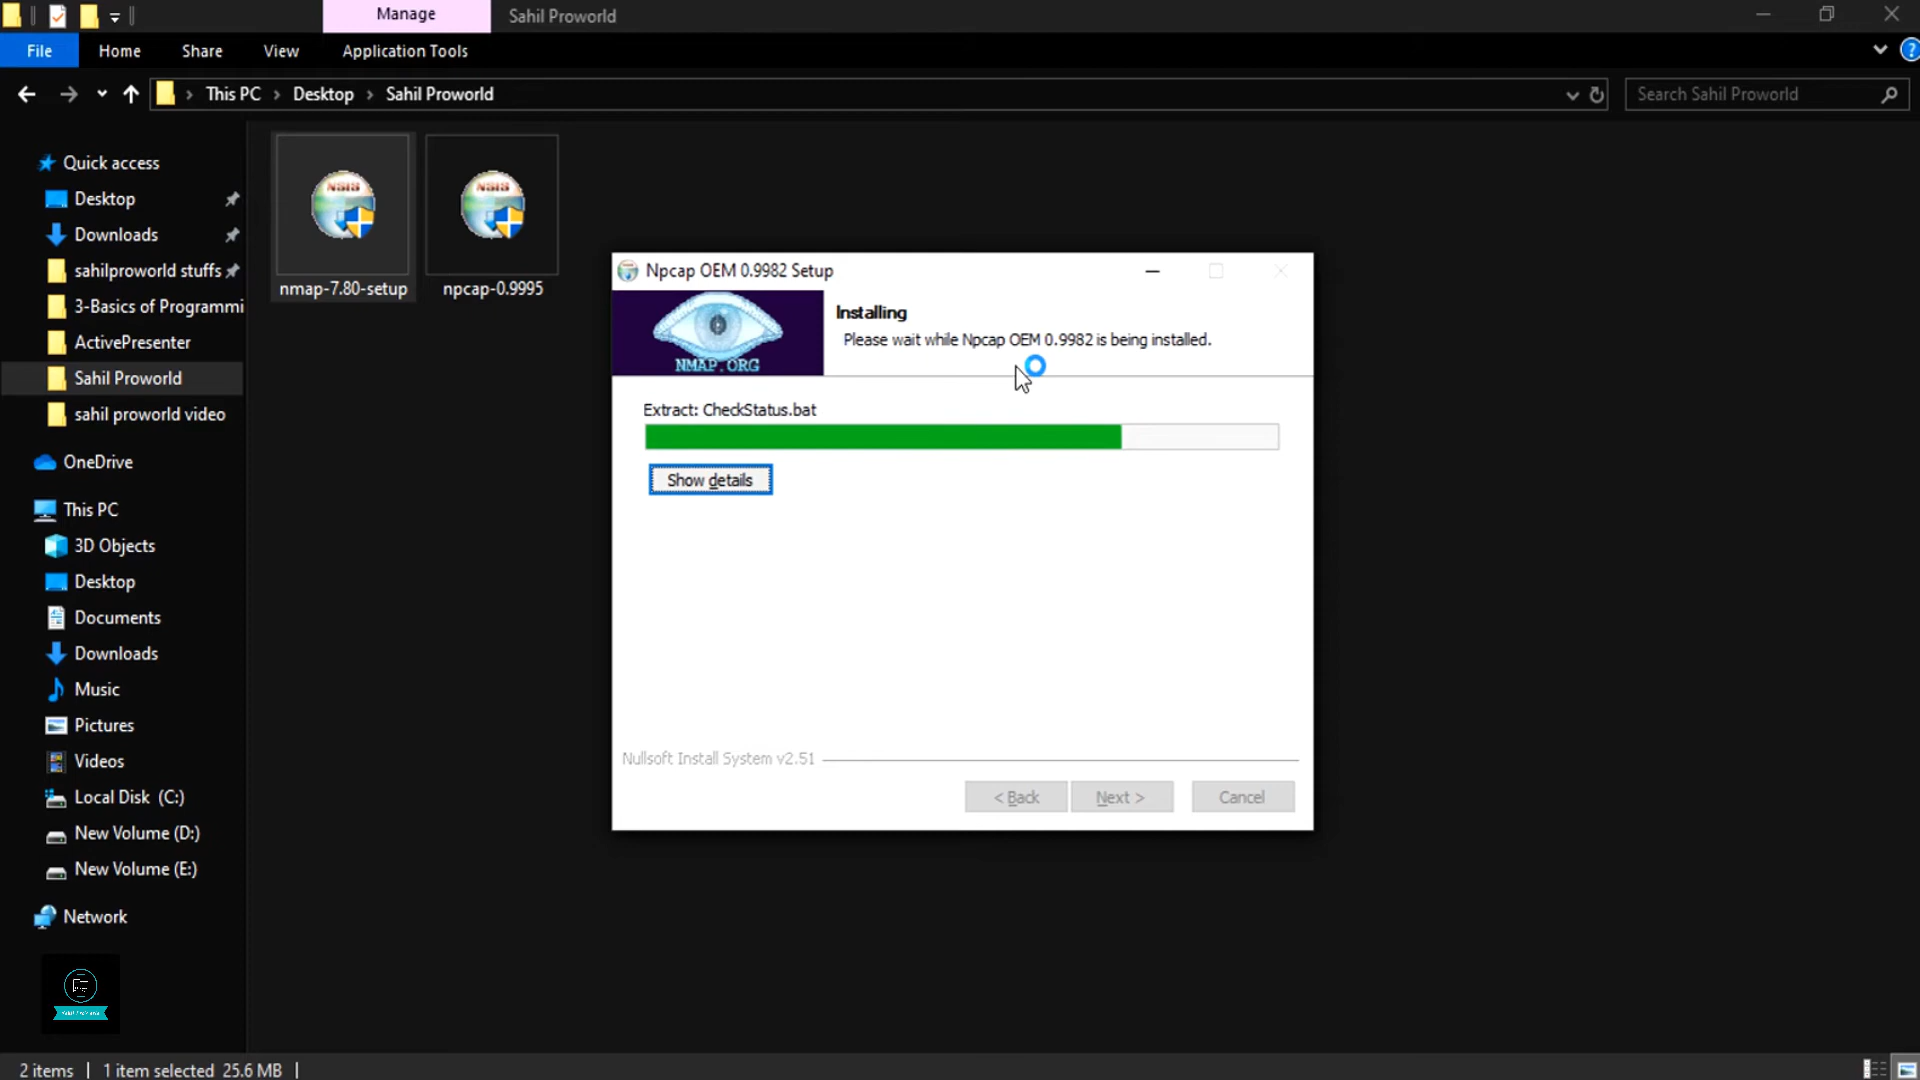 Manage
Sahil Proworld
File
Home
Share
View
Application Tools
?
This PC
Desktop
Sahil Proworld
Search Sahil Proworld
Quick access
Desktop
Downloads
sahilproworld stuffs
3-Basics of Programmi
ActivePresenter
Sahil Proworld
sahil proworld video
OneDrive
This PC
3D Objects
Desktop
Documents
Downloads
Music
Pictures
Videos
Local Disk (C:)
New Volume (D:)
New Volume (E:)
Network
NSIS
nmap-7.80-setup
NSIS
npcap-0.9995
Npcap OEM 0.9982 Setup
NMAP.ORG
Installing
Please wait while Npcap OEM 0.9982 is being installed.
Extract: CheckStatus.bat
Show details
Nullsoft Install System v2.51
< Back
Next >
Cancel
2 items
1 item selected 25.6 MB